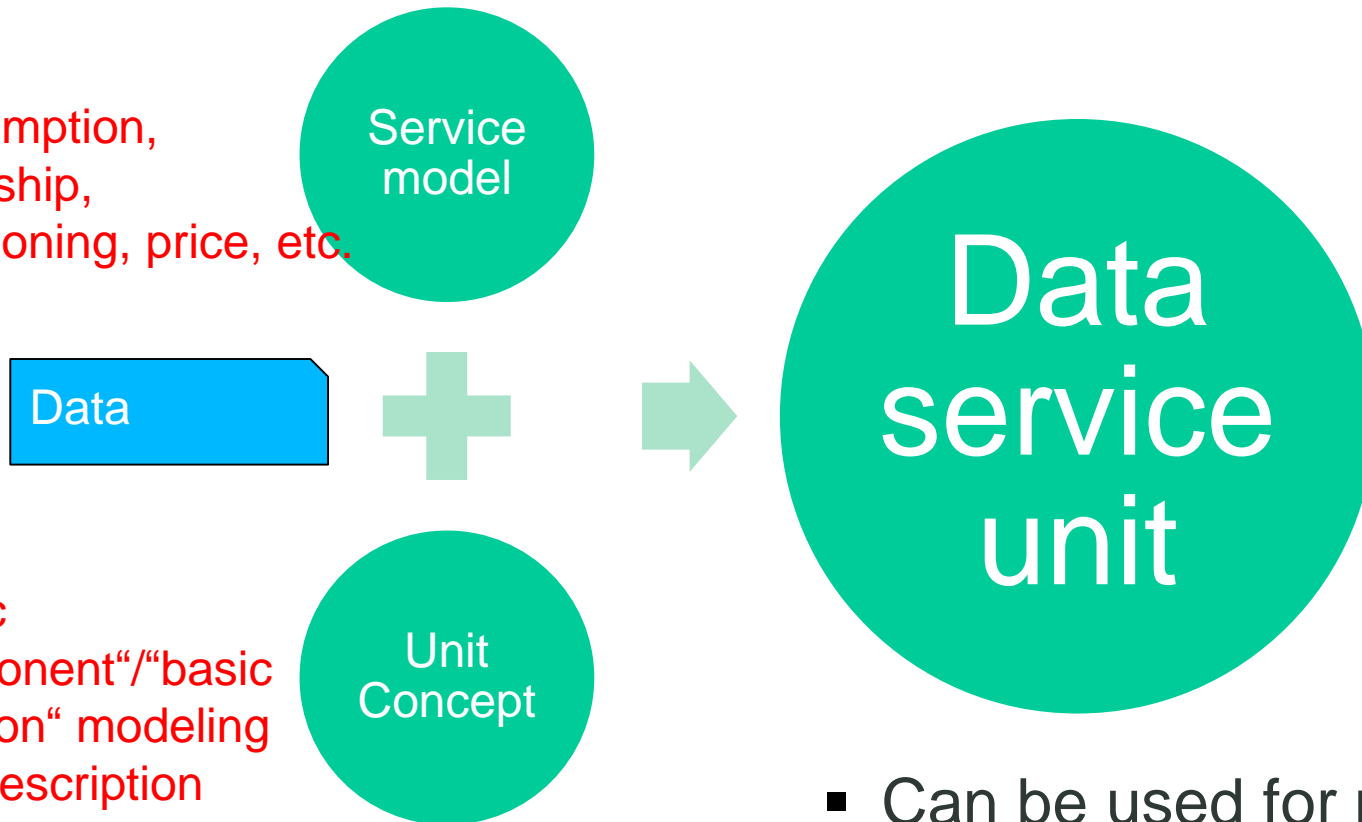 Service
model
mption,
ship,
oning, price, etc.
Data
Data
service
unit
c
onent“/“basic
on“ modeling
escription
Unit
Concept
Can be used for